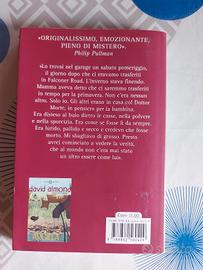 «ORIGINALISSIMO, EMOZIONANTE,
PIENO DI MISTERO».
Philip Pullman
«Lo trovai nel garage un sabato pomeriggio,
il giorno dopo che ci eravamo trasferiti
in Falconer Road. L'inverno stava finendo.
Mamma aveva detto che ci saremmo trasferiti
in tempo per la primavera. Non c'era nessun
altro. Solo io. Gli altri erano in casa col Dottor
Morte, in pensiero per la bambina.
Era disteso al buio dietro le casse, nella polvere
e nella sporcizia. Era come se fosse lì da sempre.
Era lurido, pallido e secco e credevo che fosse
morto. Mi sbagliavo di grosso. Presto
avrei cominciato a vedere la verità,
che al mondo non c'era mai stato
un altro essere come lui».
david almond